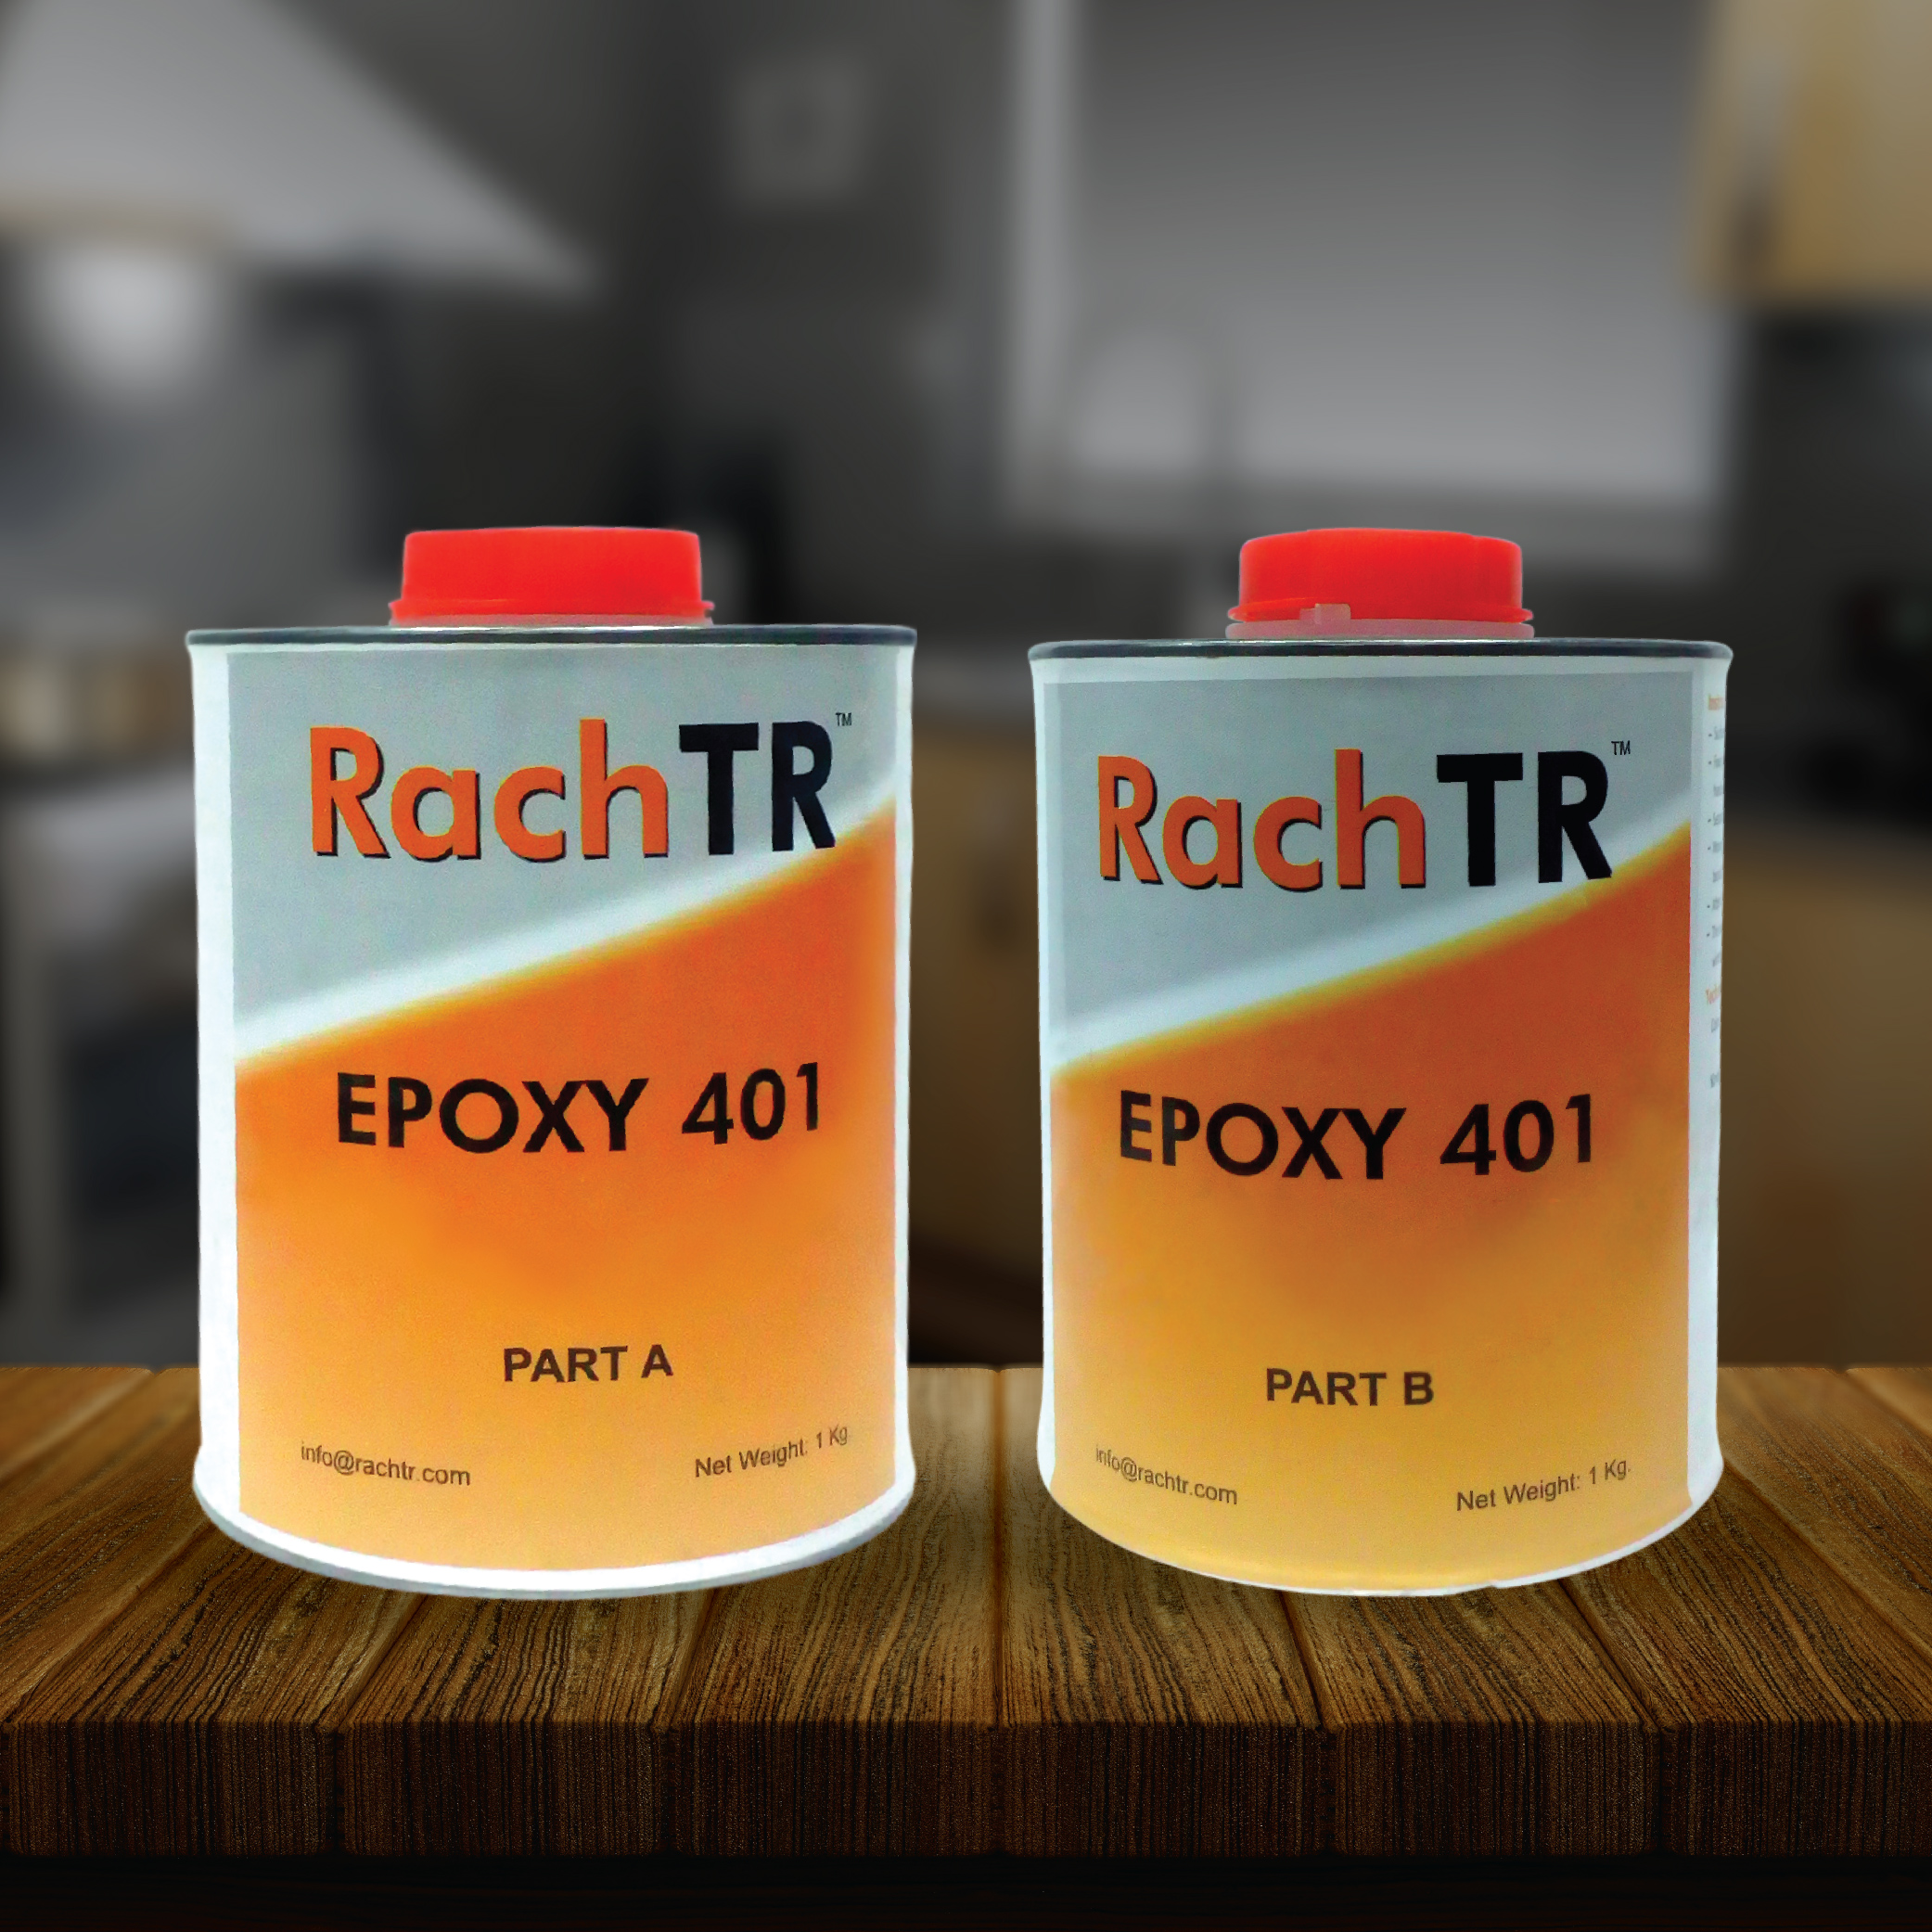 RachTR™
EPOXY 401
PART A
info@rachtr.com
Net Weight: 1 Kg.
RachTR™
EPOXY 401
PART B
info@rachtr.com
Net Weight: 1 Kg.